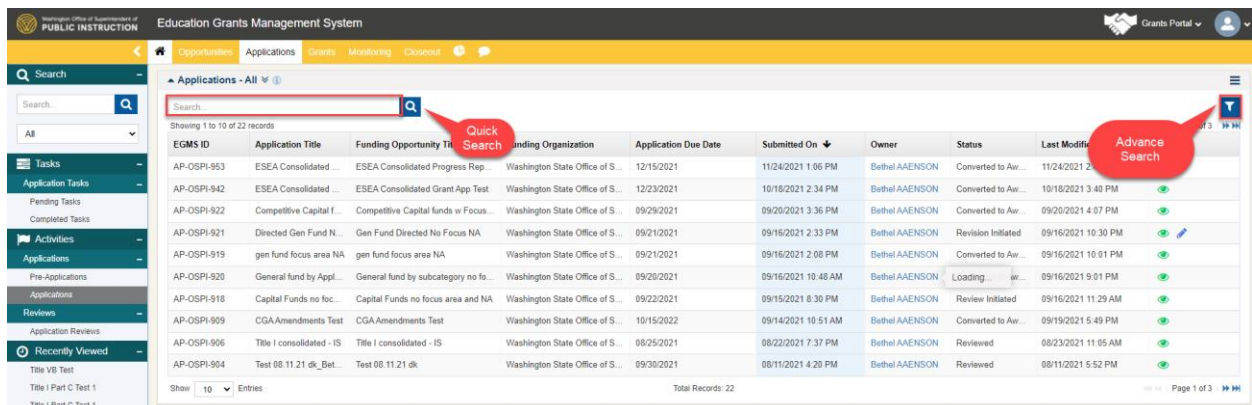 Washington Office of Superintendent of
PUBLIC INSTRUCTION
Education Grants Management System
Grants Portal
Opportunities Applications Grants Monitoring Closeout
Search
Search...
All
Tasks
Application Tasks
Pending Tasks
Completed Tasks
Activities
Applications
Pre-Applications
Applications
Reviews
Application Reviews
Recently Viewed
Title VB Test
Title I Part C Test 1
Title I Part C Test 1
Applications - All
Search...
Quick Search
Advance Search
Showing 1 to 10 of 22 records
of 3
EGMS ID Application Title Funding Opportunity Tit Funding Organization Application Due Date Submitted On Owner Status Last Modifie
AP-OSPI-953 ESEA Consolidated ... ESEA Consolidated Progress Rep... Washington State Office of S... 12/15/2021 11/24/2021 1:06 PM Bethel AAENSON Converted to Aw... 11/24/2021 2
AP-OSPI-942 ESEA Consolidated ... ESEA Consolidated Grant App Test Washington State Office of S... 12/23/2021 10/18/2021 2:34 PM Bethel AAENSON Converted to Aw... 10/18/2021 3:40 PM
AP-OSPI-922 Competitive Capital f... Competitive Capital funds w Focus... Washington State Office of S... 09/29/2021 09/20/2021 3:36 PM Bethel AAENSON Converted to Aw... 09/20/2021 4:07 PM
AP-OSPI-921 Directed Gen Fund N... Gen Fund Directed No Focus NA Washington State Office of S... 09/21/2021 09/16/2021 2:33 PM Bethel AAENSON Revision Initiated 09/16/2021 10:30 PM
AP-OSPI-919 gen fund focus area NA gen fund focus area NA Washington State Office of S... 09/21/2021 09/16/2021 2:08 PM Bethel AAENSON Converted to Aw... 09/16/2021 10:01 PM
AP-OSPI-920 General fund by Appl... General fund by subcategory no fo... Washington State Office of S... 09/20/2021 09/16/2021 10:48 AM Bethel AAENSON Loading... w... 09/16/2021 9:01 PM
AP-OSPI-918 Capital Funds no foc... Capital Funds no focus area and NA Washington State Office of S... 09/22/2021 09/15/2021 8:30 PM Bethel AAENSON Review Initiated 09/16/2021 11:29 AM
AP-OSPI-909 CGA Amendments Test CGA Amendments Test Washington State Office of S... 10/15/2022 09/14/2021 10:51 AM Bethel AAENSON Converted to Aw... 09/19/2021 5:49 PM
AP-OSPI-906 Title I consolidated - IS Title I consolidated - IS Washington State Office of S... 08/25/2021 08/22/2021 7:37 PM Bethel AAENSON Reviewed 08/23/2021 11:05 AM
AP-OSPI-904 Test 08.11.21 dk_Bet... Test 08.11.21 dk Washington State Office of S... 09/30/2021 08/11/2021 4:20 PM Bethel AAENSON Reviewed 08/11/2021 5:52 PM
Show 10 Entries Total Records: 22 Page 1 of 3